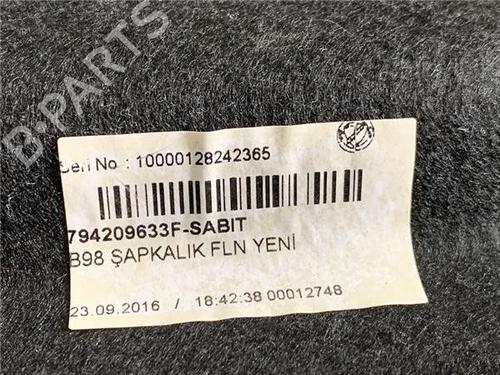 B-PARTS
Seri No : 10000128242365
794209633F-SABIT
B98 ŞAPKALIK FLN YENİ
23.09.2016 / 18:42:38 00012748